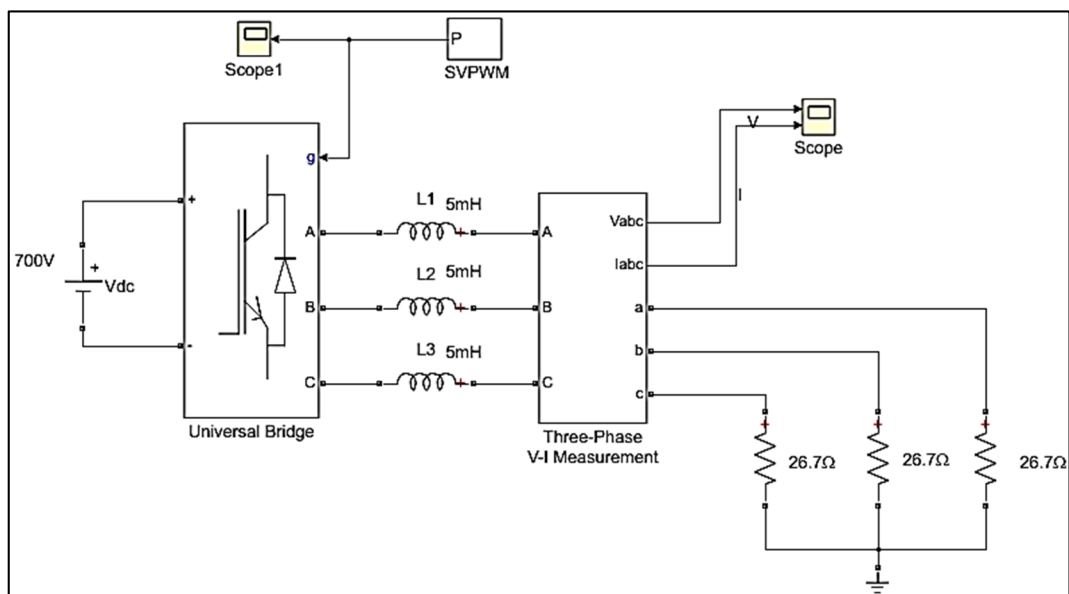 Scope1
P
SVPWM
V
Scope
g
+
A
B
C
-
Universal Bridge
700V
+
Vdc
L1 5mH
L2 5mH
L3 5mH
+
+
+
A
B
C
Vabc
Iabc
a
b
c
Three-Phase
V-I Measurement
I
+
+
+
26.7Ω
26.7Ω
26.7Ω